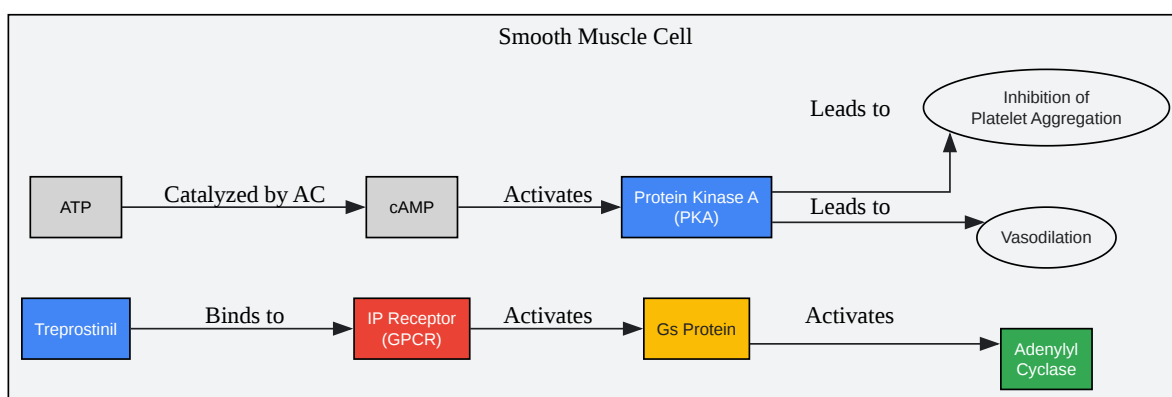 Smooth Muscle Cell
Leads to
Inhibition of
Platelet Aggregation
ATP
Catalyzed by AC
cAMP
Activates
Protein Kinase A
(PKA)
Leads to
Vasodilation
Treprostinil
Binds to
IP Receptor
(GPCR)
Activates
Gs Protein
Activates
Adenylyl
Cyclase